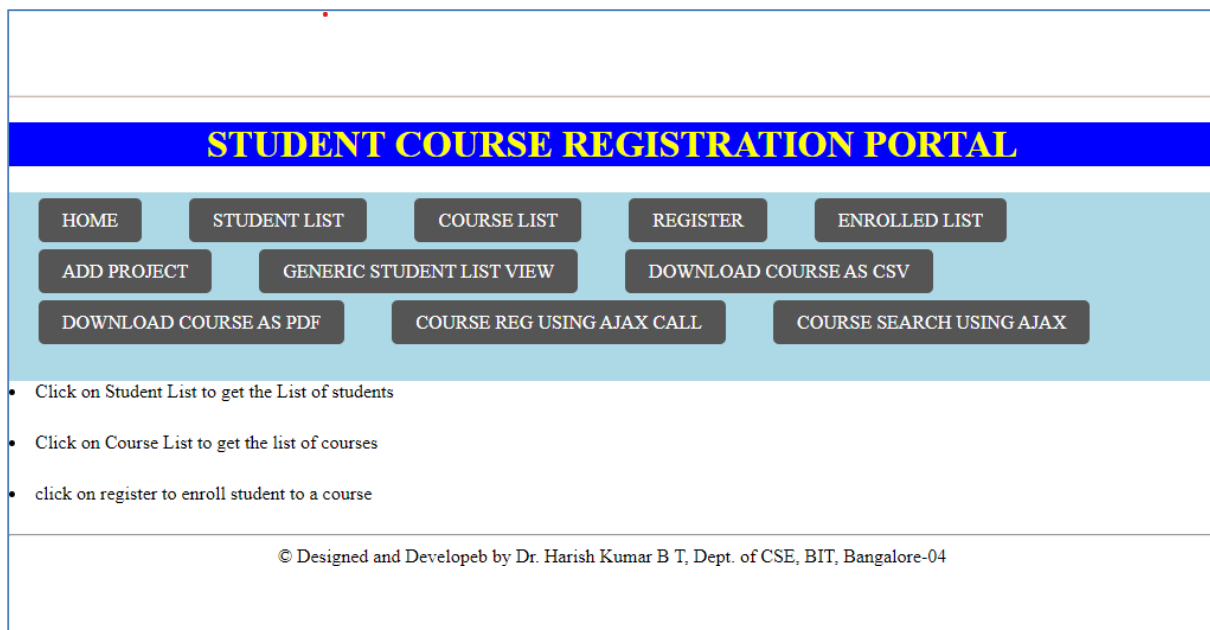 STUDENT COURSE REGISTRATION PORTAL
HOME STUDENT LIST COURSE LIST REGISTER ENROLLED LIST
ADD PROJECT GENERIC STUDENT LIST VIEW DOWNLOAD COURSE AS CSV
DOWNLOAD COURSE AS PDF COURSE REG USING AJAX CALL COURSE SEARCH USING AJAX
• Click on Student List to get the List of students
• Click on Course List to get the list of courses
• click on register to enroll student to a course
© Designed and Developeb by Dr. Harish Kumar B T, Dept. of CSE, BIT, Bangalore-04